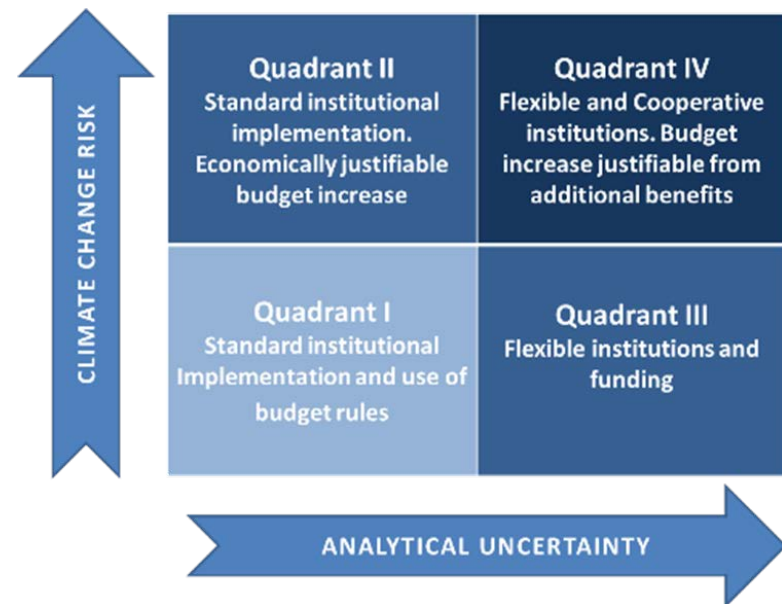 CLIMATE CHANGE RISK
Quadrant II
Standard institutional
implementation.
Economically justifiable
budget increase
Quadrant IV
Flexible and Cooperative
institutions. Budget
increase justifiable from
additional benefits
Quadrant I
Standard institutional
Implementation and use of
budget rules
Quadrant III
Flexible institutions and
funding
ANALYTICAL UNCERTAINTY